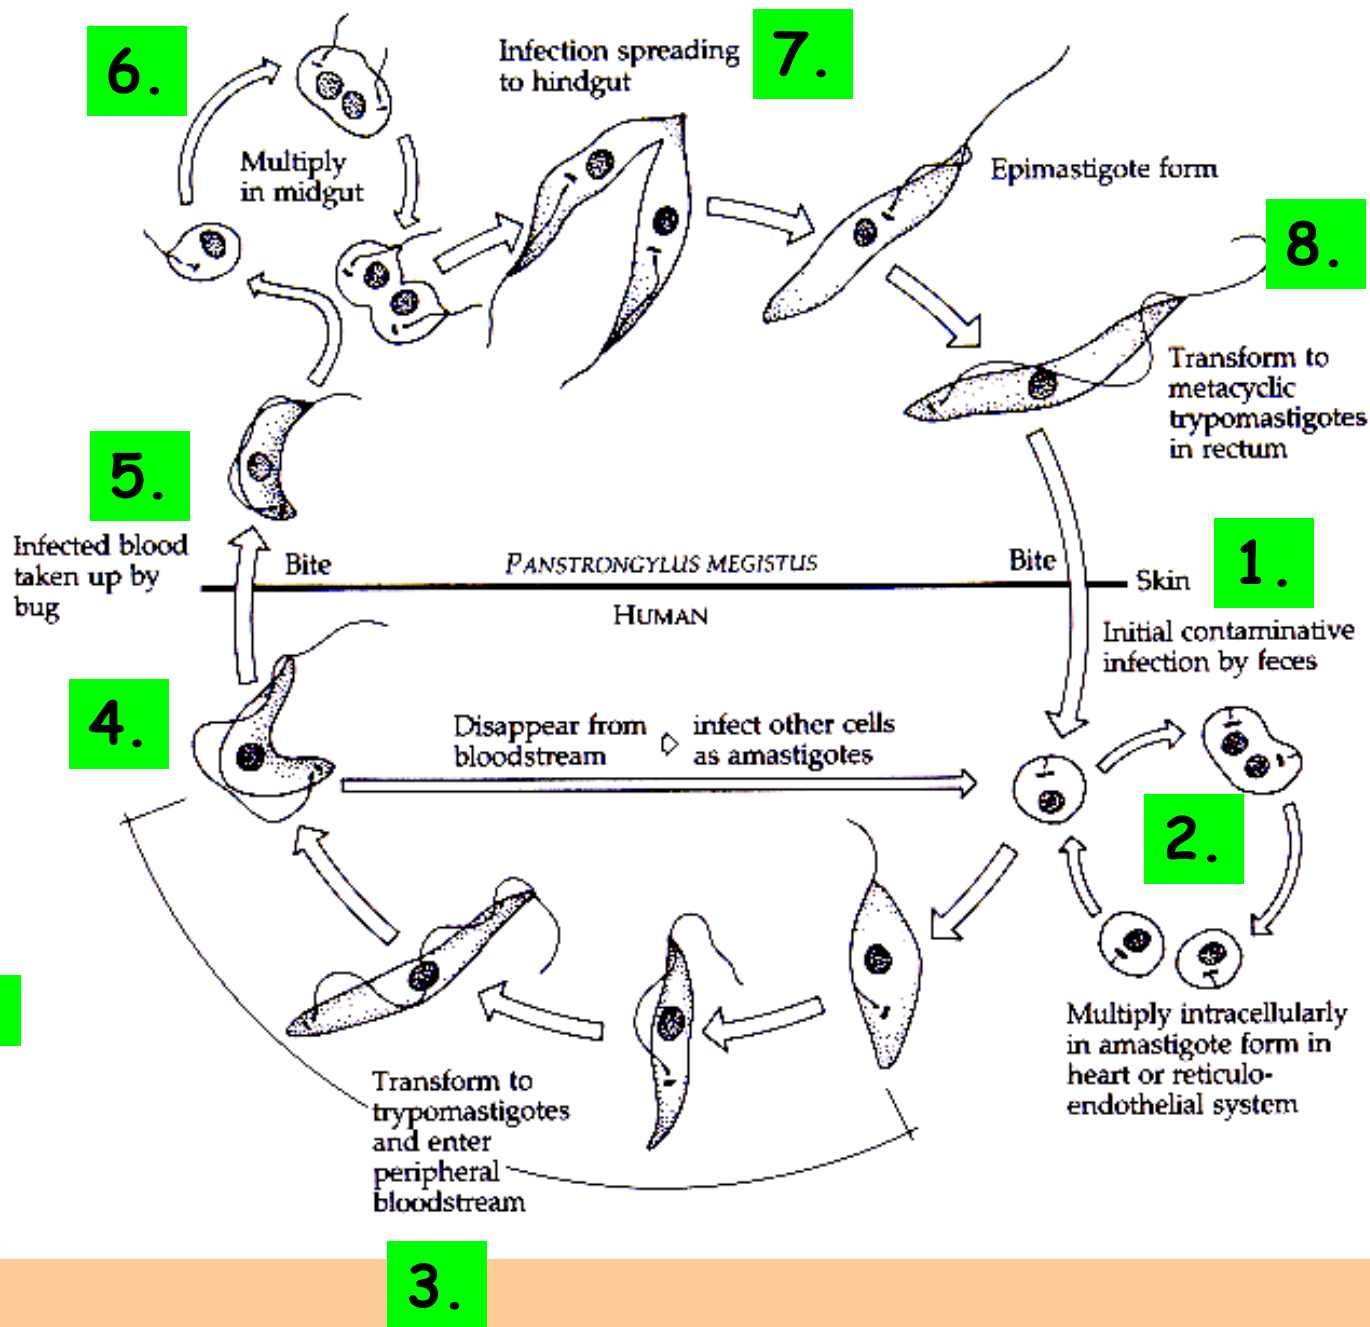 6.
Infection spreading
to hindgut
7.
Multiply
in midgut
Epimastigote form
8.
Transform to
metacyclic
trypomastigotes
in rectum
5.
Infected blood
taken up by
bug
Bite
PANSTRONGYLUS MEGISTUS
Bite
Skin
1.
HUMAN
Initial contaminative
infection by feces
4.
Disappear from
bloodstream
infect other cells
as amastigotes
2.
Multiply intracellularly
in amastigote form in
heart or reticulo-
endothelial system
Transform to
trypomastigotes
and enter
peripheral
bloodstream
3.